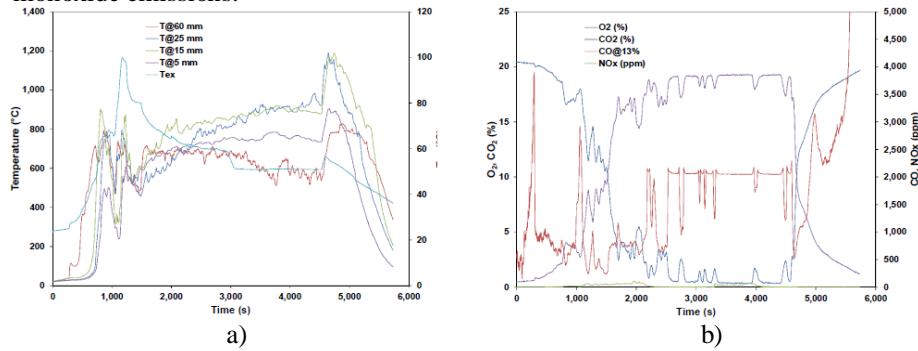 monoxide emissions.
1,400
1,200
1,000
800
600
400
200
0
Temperature (°C)
T@60 mm
T@25 mm
T@15 mm
T@5 mm
Tex
120
100
80
60
40
20
0
0 1,000 2,000 3,000 4,000 5,000 6,000
Time (s)
a)
25
20
15
10
5
0
O2, CO2 (%)
O2 (%)
CO2 (%)
CO@13%
NOx (ppm)
5,000
4,500
4,000
3,500
3,000
2,500
2,000
1,500
1,000
500
0
CO, NOx (
0 1,000 2,000 3,000 4,000 5,000 6,000
Time (s)
b)